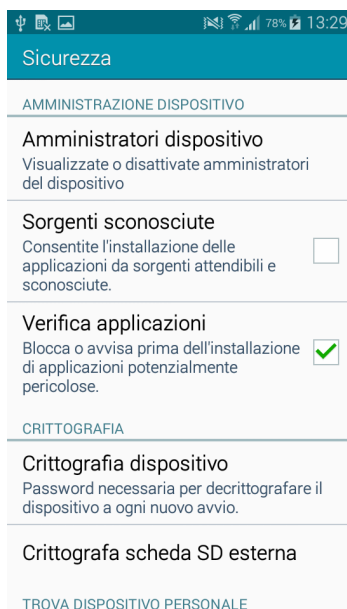 78% 13:29
Sicurezza
AMMINISTRAZIONE DISPOSITIVO
Amministratori dispositivo
Visualizzate o disattivate amministratori
del dispositivo
Sorgenti sconosciute
Consentite l'installazione delle
applicazioni da sorgenti attendibili e
sconosciute.
Verifica applicazioni
Blocca o avvisa prima dell'installazione
di applicazioni potenzialmente
pericolose.
CRITTOGRAFIA
Crittografia dispositivo
Password necessaria per decrittografare il
dispositivo a ogni nuovo avvio.
Crittografa scheda SD esterna
TROVA DISPOSITIVO PERSONALE